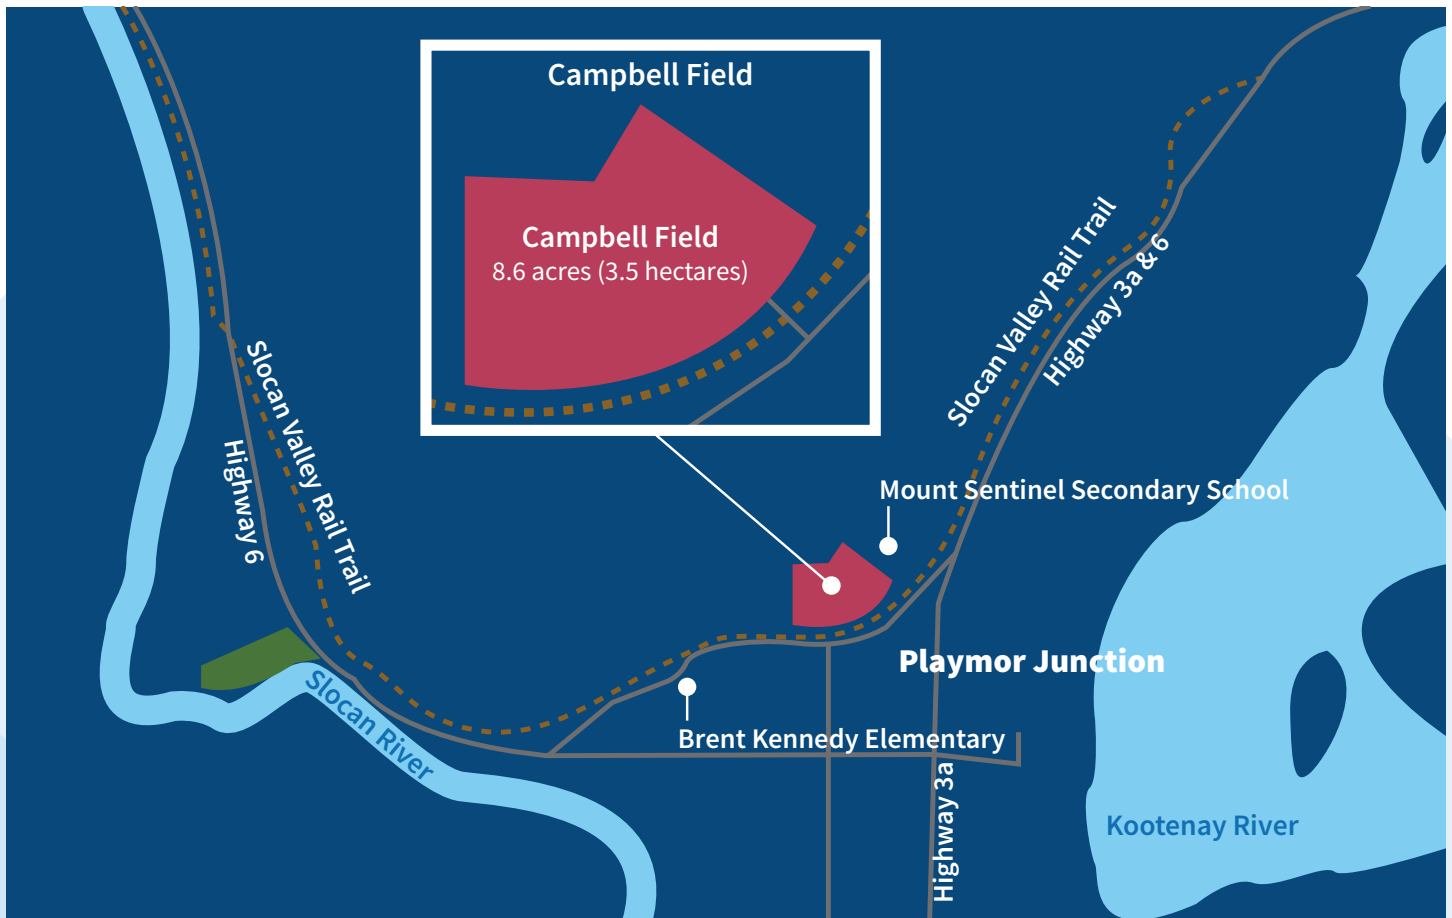 Campbell Field
Campbell Field
8.6 acres (3.5 hectares)
Slocan Valley Rail Trail
Highway 3a & 6
Slocan Valley Rail Trail
Highway 6
Mount Sentinel Secondary School
Playmor Junction
Slocan River
Brent Kennedy Elementary
Highway 3a
Kootenay River